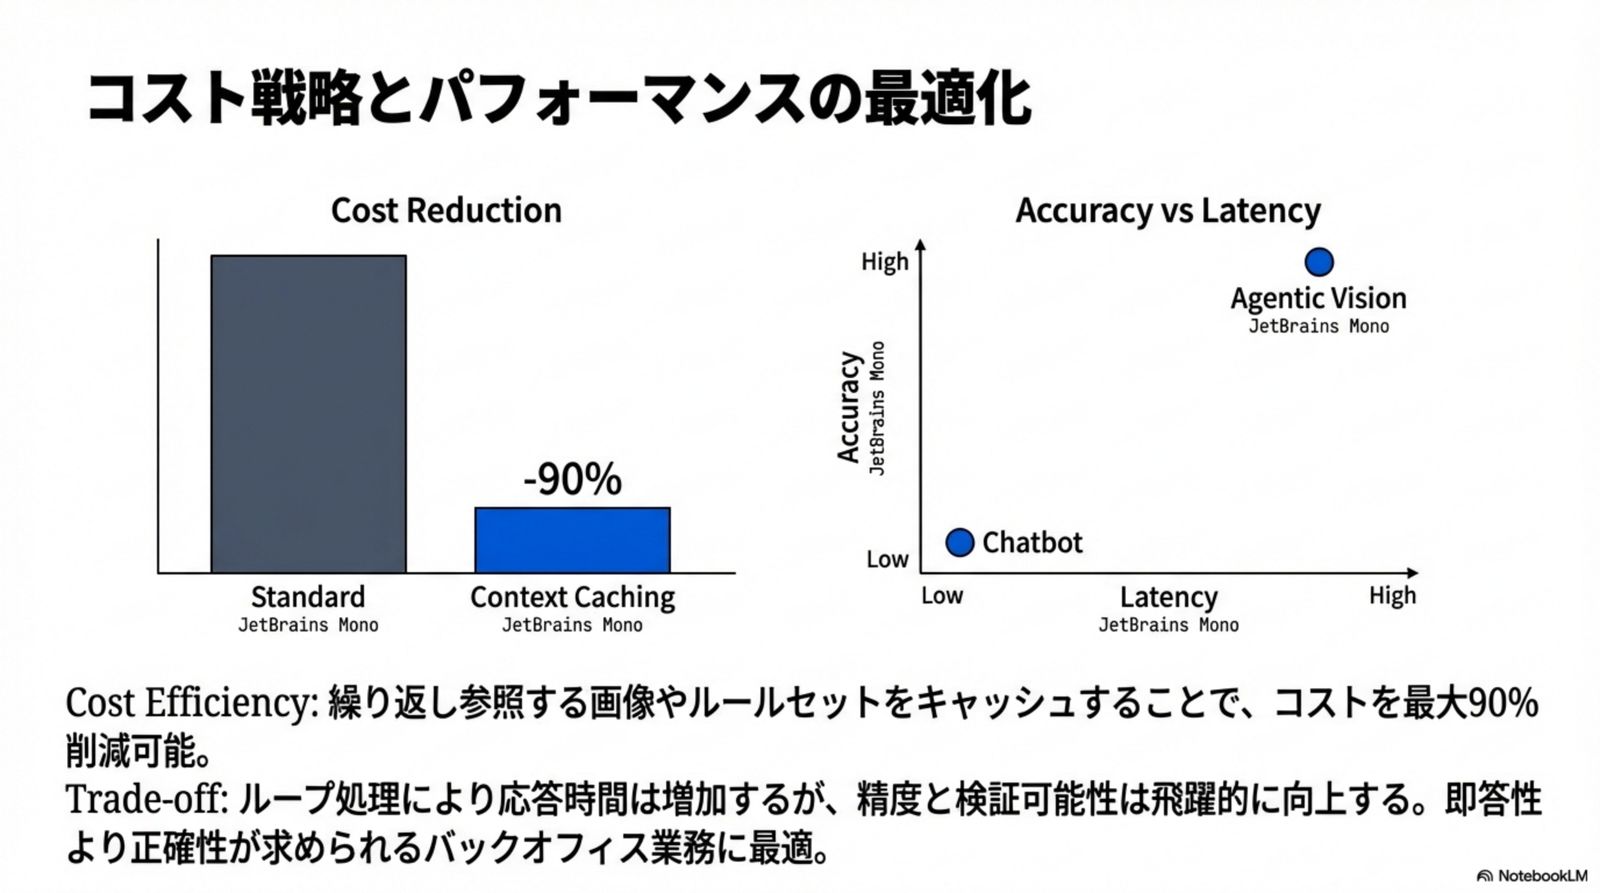 コスト戦略とパフォーマンスの最適化
Cost Reduction
-90%
Standard
JetBrains Mono
Context Caching
JetBrains Mono
Accuracy vs Latency
High
Accuracy
JetBrains Mono
Low
Agentic Vision
JetBrains Mono
Chatbot
Low
Latency
JetBrains Mono
High
Cost Efficiency: 繰り返し参照する画像やルールセットをキャッシュすることで、コストを最大90%
削減可能。
Trade-off: ループ処理により応答時間は増加するが、精度と検証可能性は飛躍的に向上する。即答性
より正確性が求められるバックオフィス業務に最適。
NotebookLM